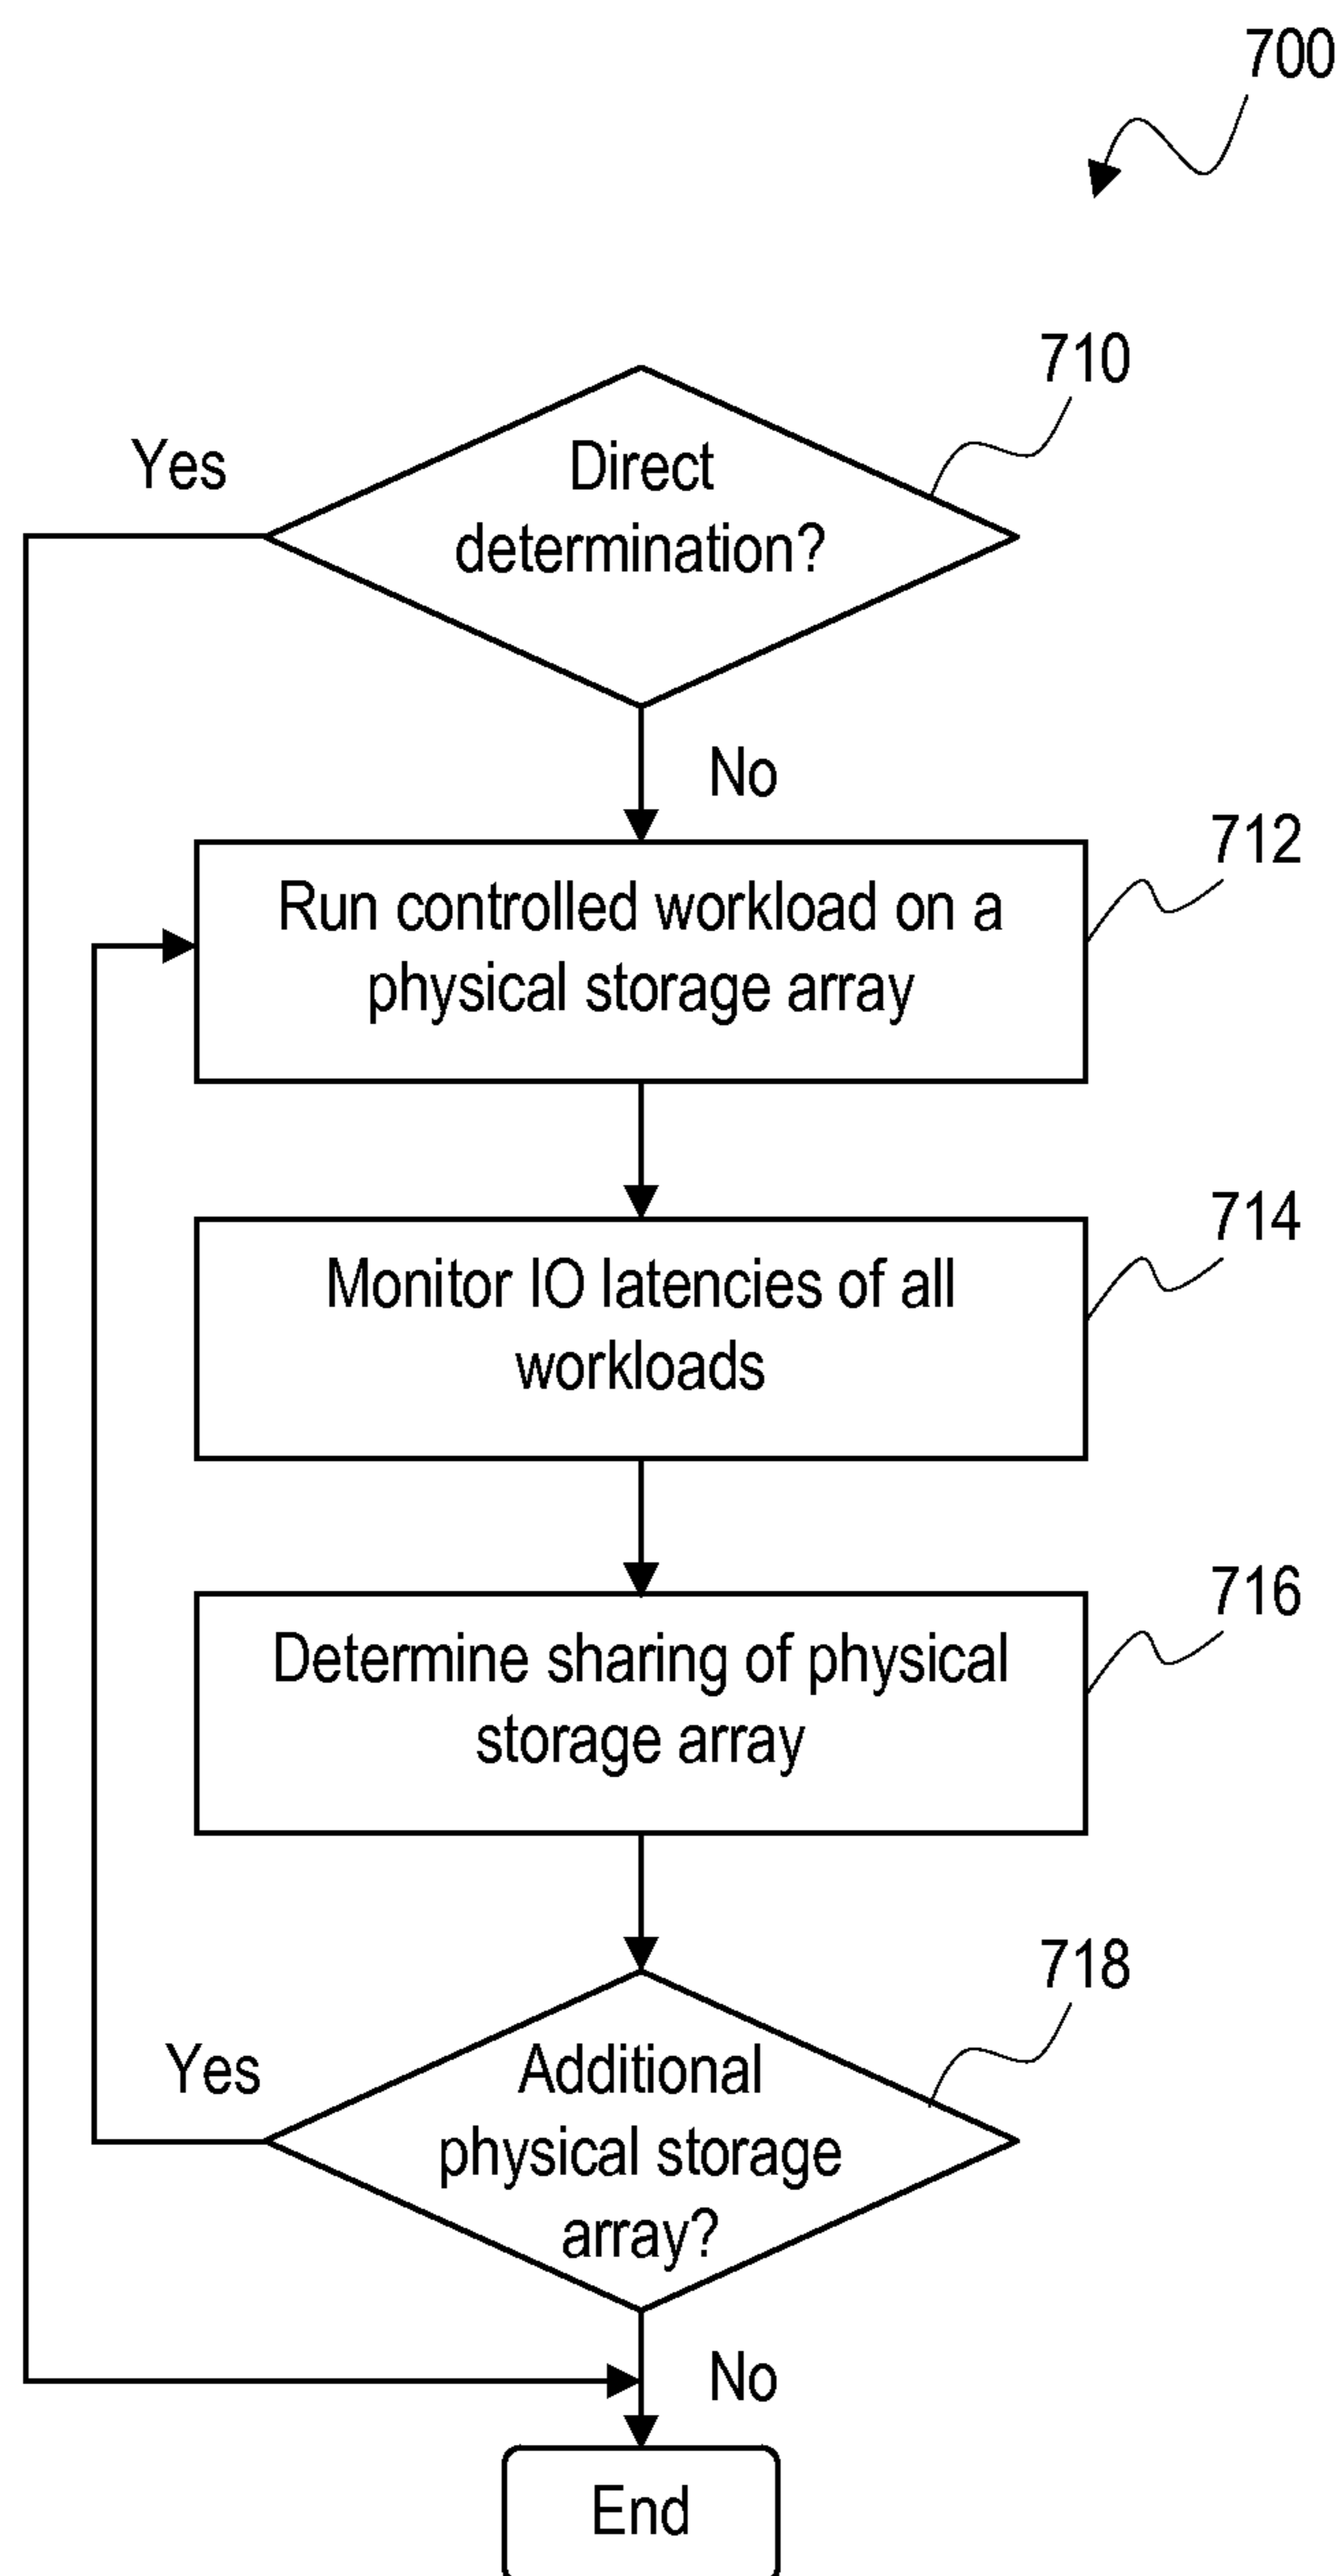 700
710
Yes
Direct
determination?
No
712
Run controlled workload on a
physical storage array
714
Monitor IO latencies of all
workloads
716
Determine sharing of physical
storage array
718
Yes
Additional
physical storage
array?
No
End